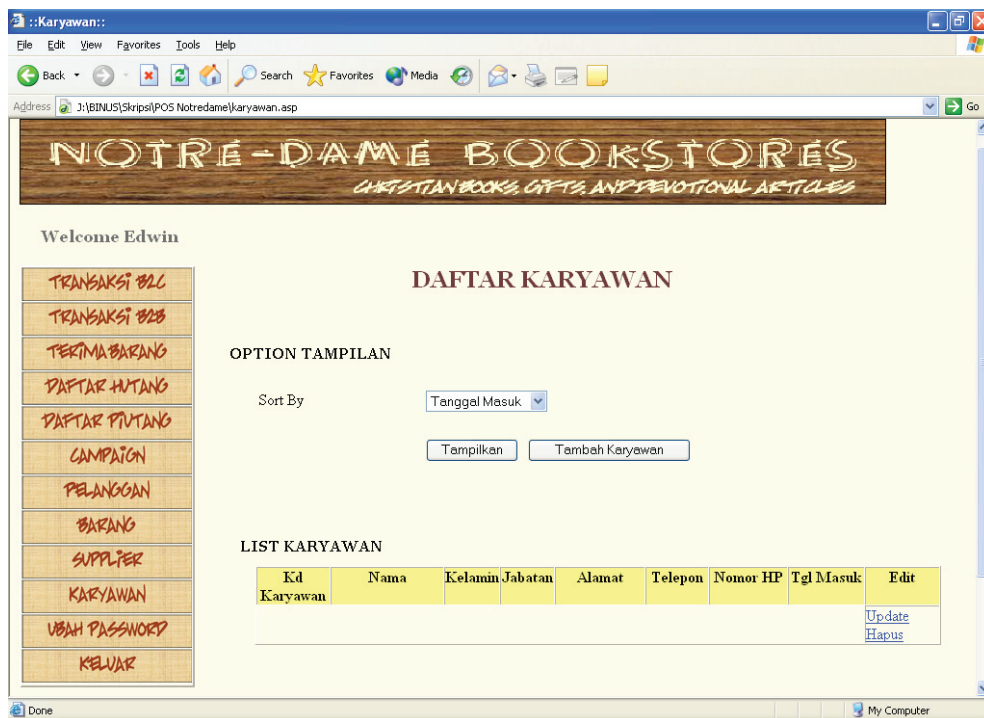 ::Karyawan::
File Edit View Favorites Tools Help
Back Search Favorites Media
Address J:\BINUS\Skripsi\POS Notredame\karyawan.asp Go
NOTRE-DAME BOOKSTORES
CHRISTIAN BOOKS, GIFTS, AND DEVOTIONAL ARTICLES
Welcome Edwin
DAFTAR KARYAWAN
TRANSAKSI B2C
TRANSAKSI B2B
TERIMA BARANG
DAFTAR HUTANG
DAFTAR PIUTANG
CAMPAIGN
PELANGGAN
BARANG
SUPPLIER
KARYAWAN
UBAH PASSWORD
KELUAR
OPTION TAMPILAN
Sort By Tanggal Masuk
Tampilkan Tambah Karyawan
LIST KARYAWAN
Kd Karyawan Nama Kelamin Jabatan Alamat Telepon Nomor HP Tgl Masuk Edit
Update
Hapus
Done My Computer